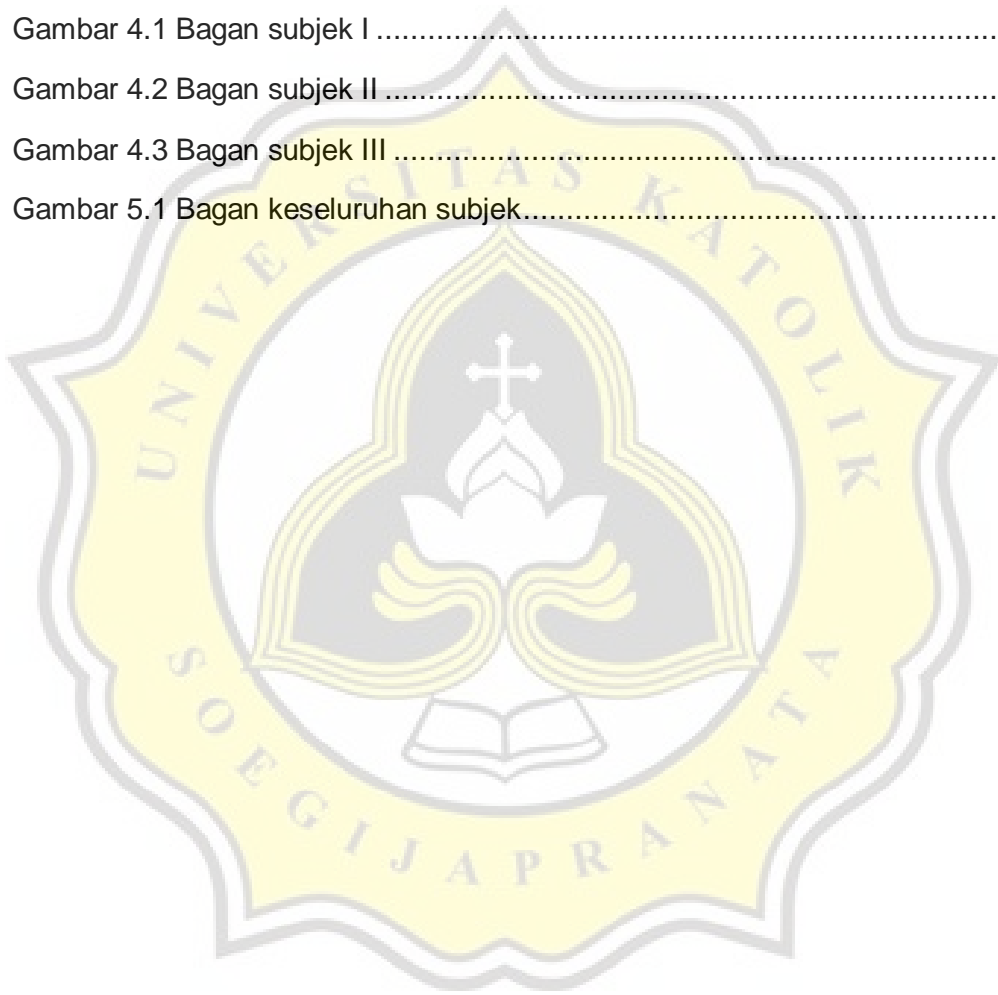 Gambar 4.1 Bagan subjek I ........................................................................
Gambar 4.2 Bagan subjek II .......................................................................
Gambar 4.3 Bagan subjek III ......................................................................
Gambar 5.1 Bagan keseluruhan subjek.......................................................
UNIVERSITAS KATOLIK
SOEGIJAPRANATA